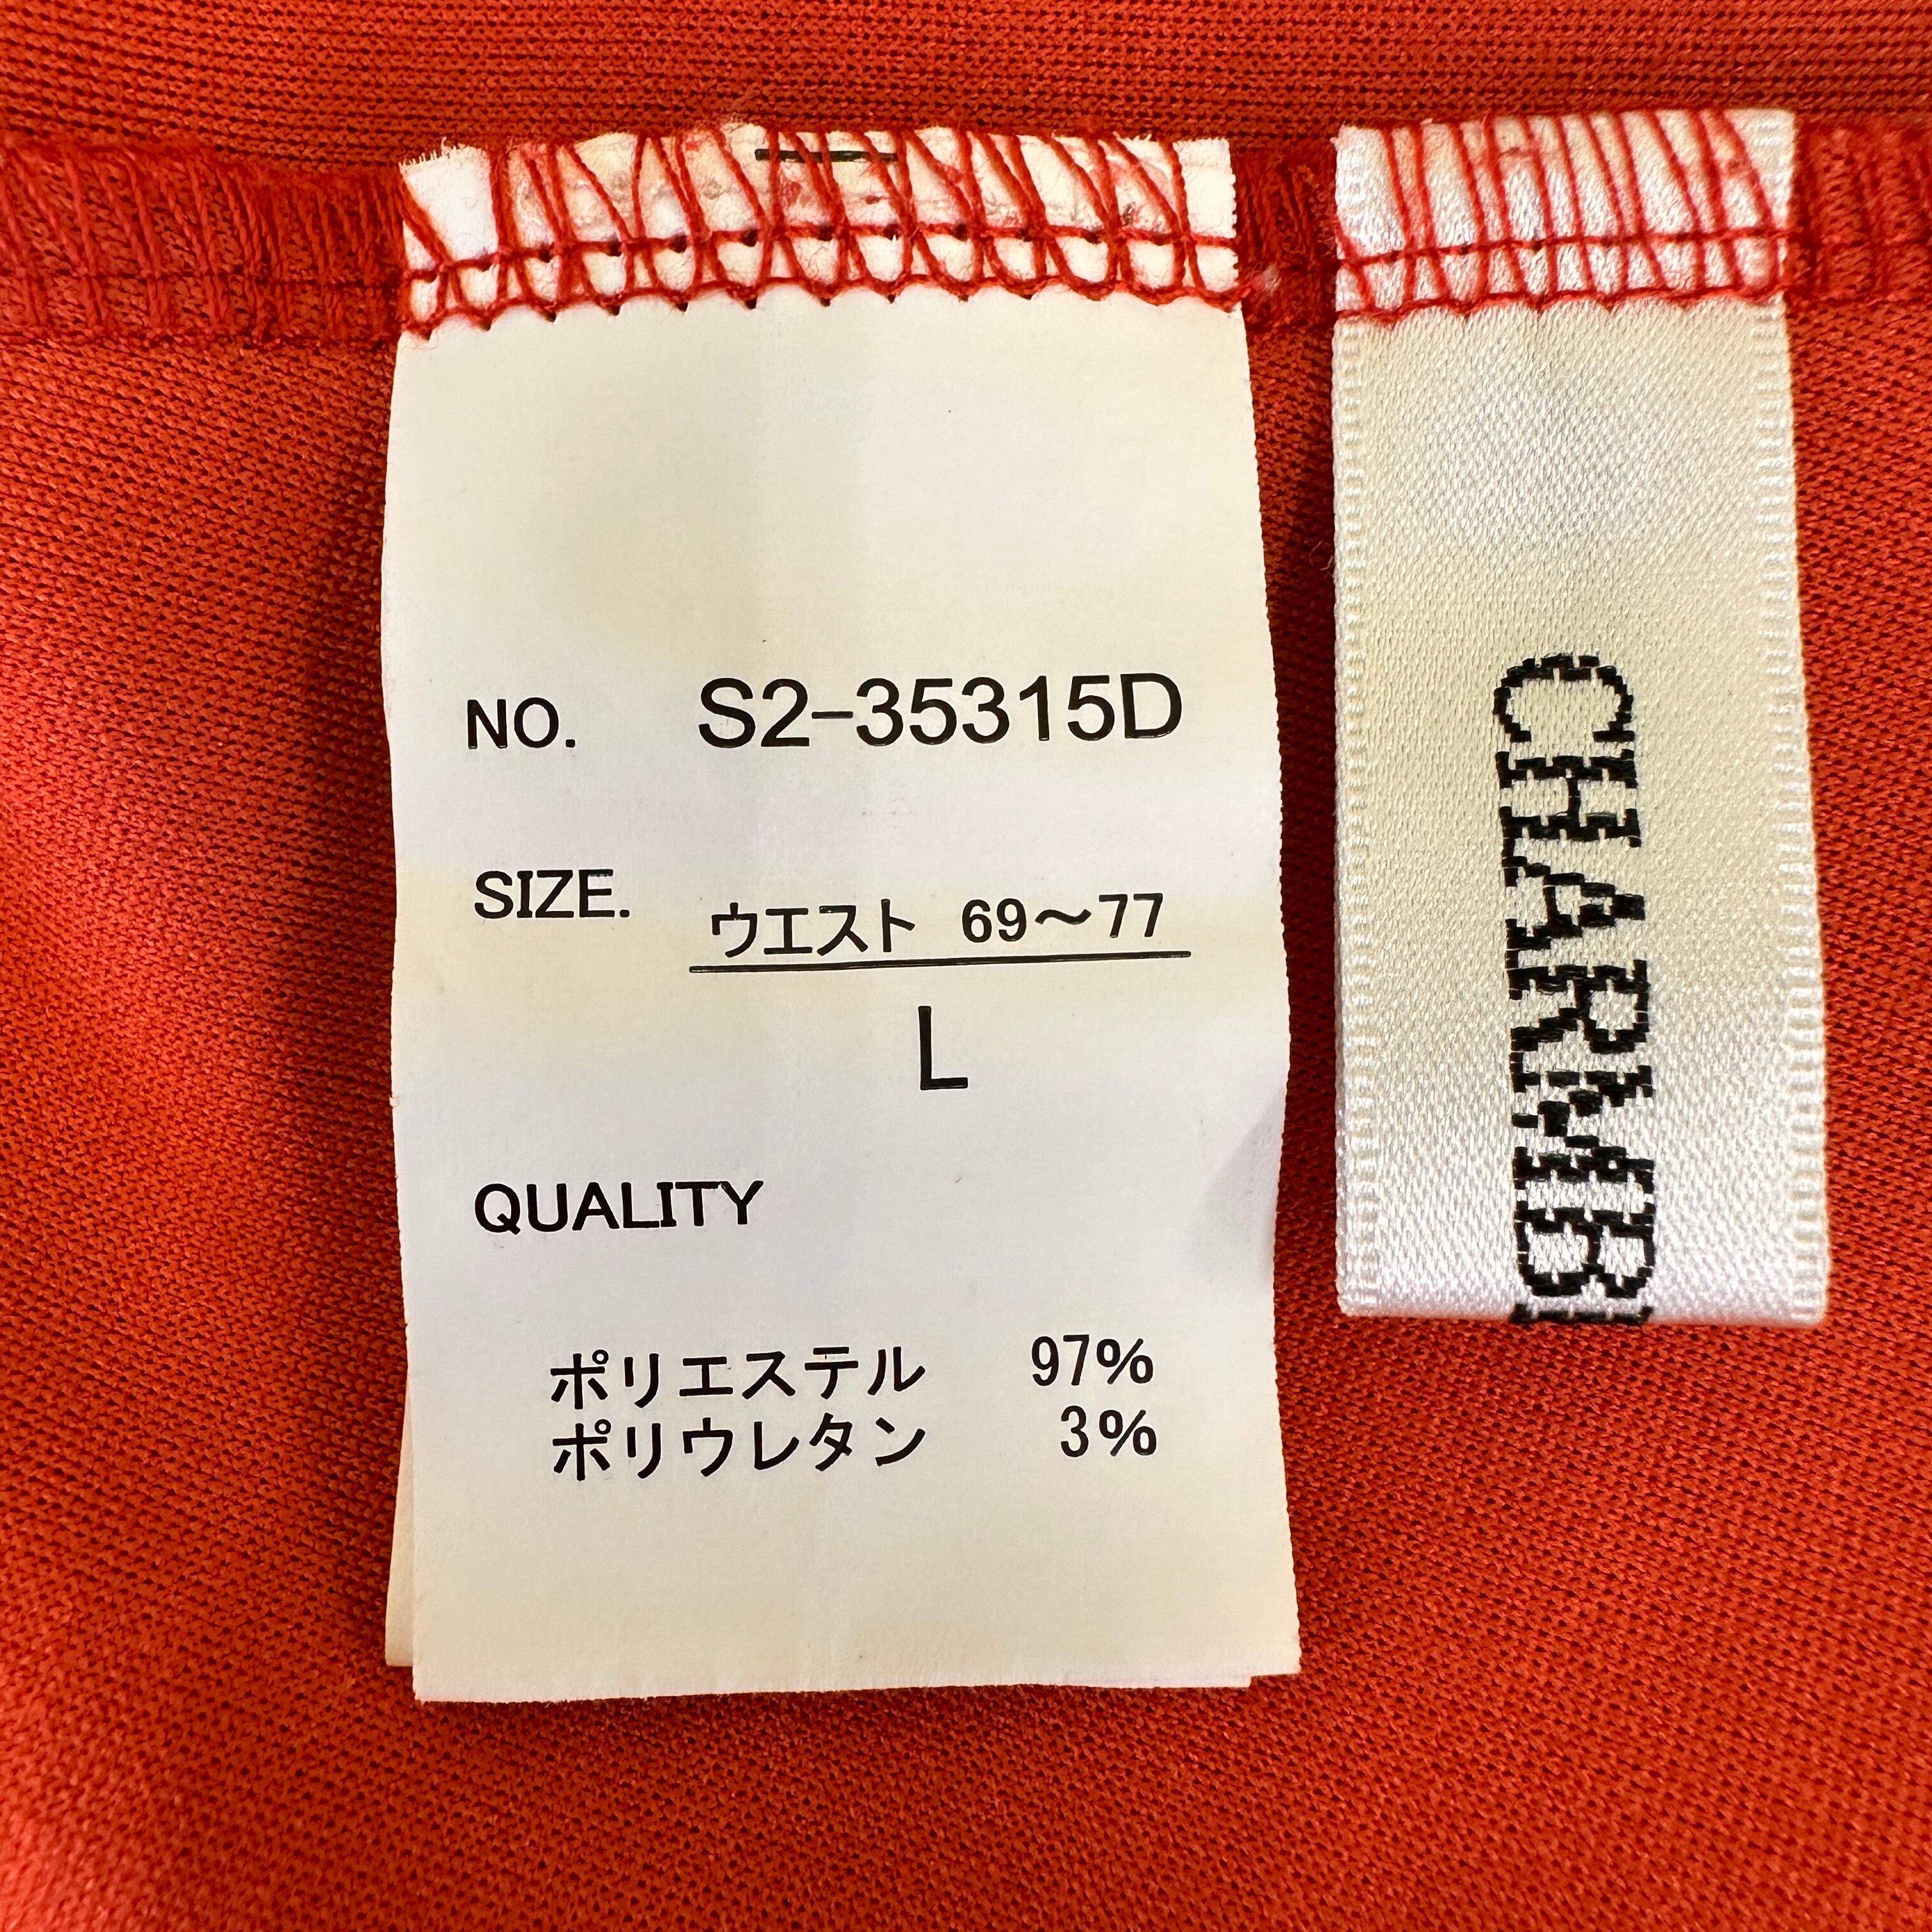 NO. S2-35315D
SIZE. ウエスト 69～77
L
QUALITY
ポリエステル 97%
ポリウレタン 3%
CHARMB